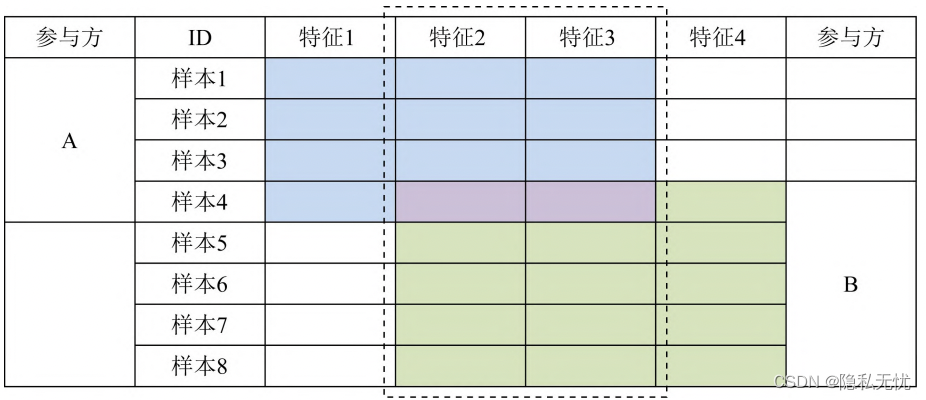 参与方 ID 特征1 特征2 特征3 特征4 参与方
样本1
样本2
样本3
A
样本4
样本5
样本6
B
样本7
样本8
CSDN @隐私无忧